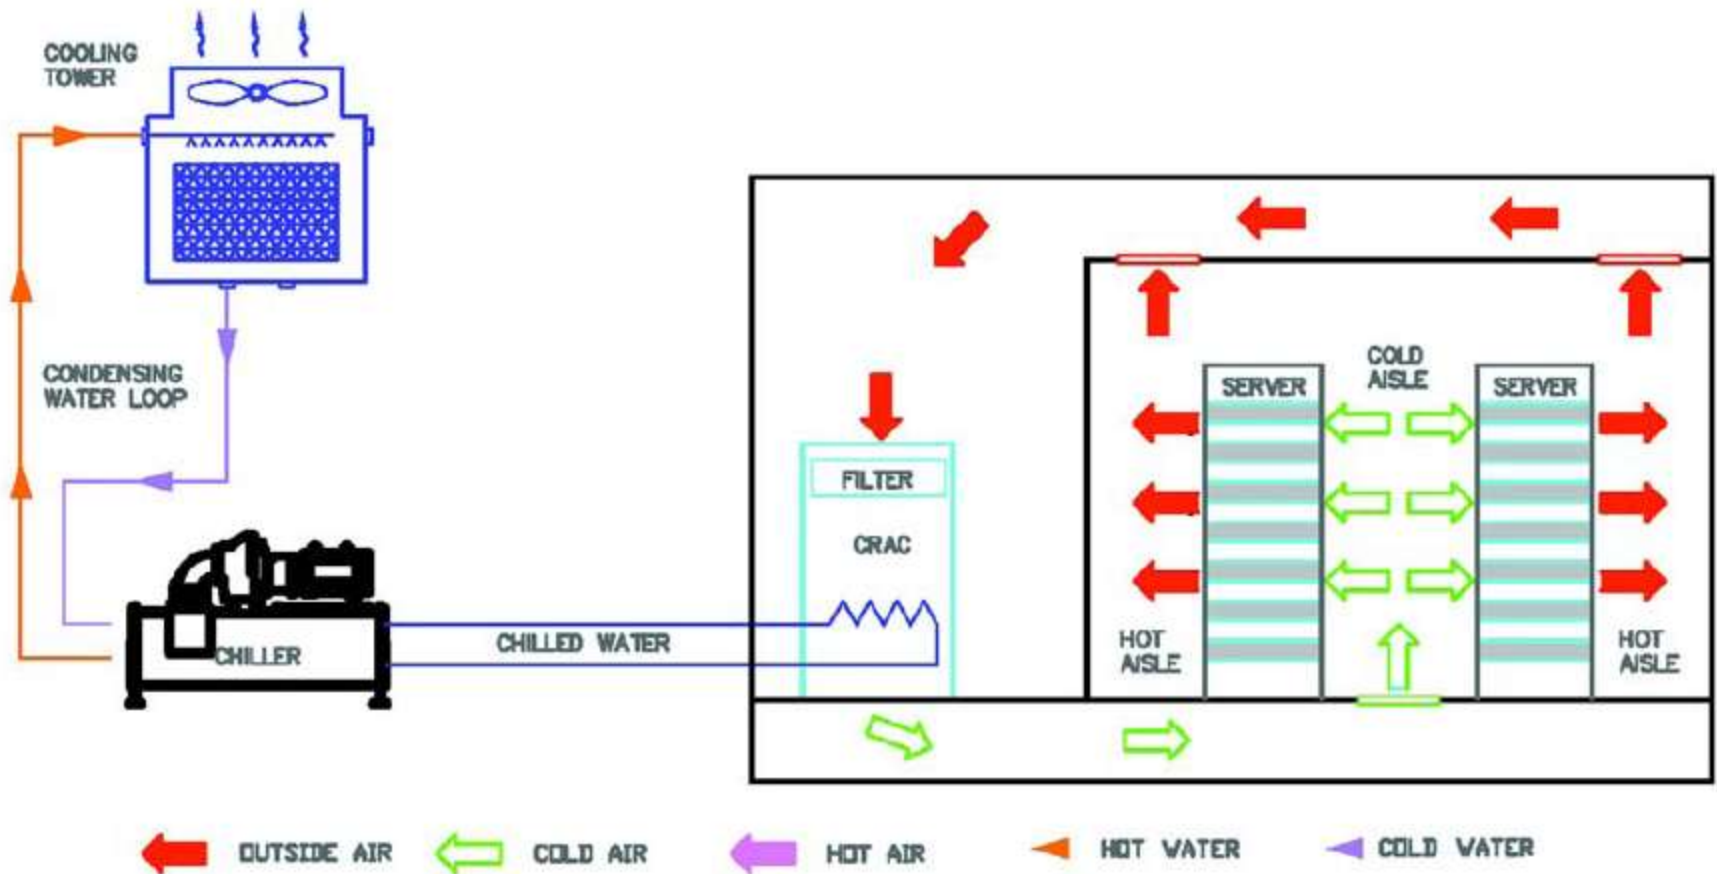 COOLING
TOWER
CONDENSING
WATER LOOP
CHILLER
CHILLED WATER
FILTER
CRAC
SERVER
COLD
AISLE
SERVER
HOT
AISLE
HOT
AISLE
OUTSIDE AIR
COLD AIR
HOT AIR
HOT WATER
COLD WATER